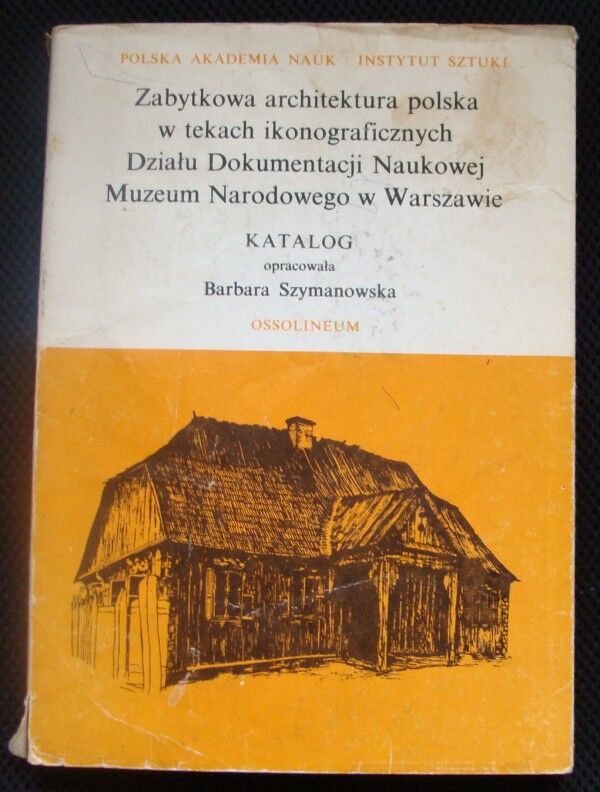 POLSKA AKADEMIA NAUK · INSTYTUT SZTUKI
Zabytkowa architektura polska
w tekach ikonograficznych
Działu Dokumentacji Naukowej
Muzeum Narodowego w Warszawie
KATALOG
opracowała
Barbara Szymanowska
OSSOLINEUM